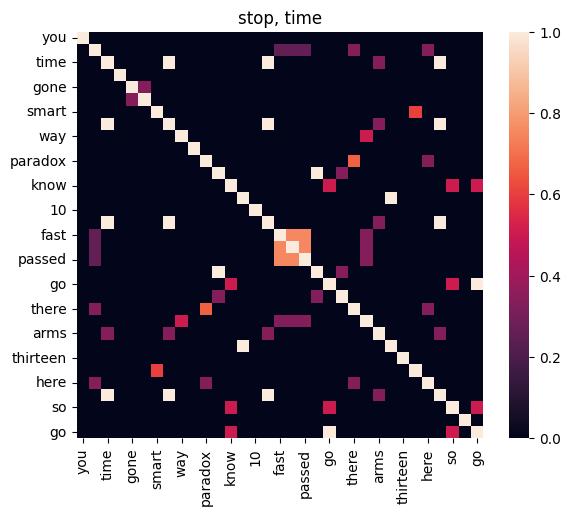 stop, time
you
time
gone
smart
way
paradox
know
10
fast
passed
go
there
arms
thirteen
here
so
go
you
time
gone
smart
way
paradox
know
10
fast
passed
go
there
arms
thirteen
here
so
go
1.0
0.8
0.6
0.4
0.2
0.0